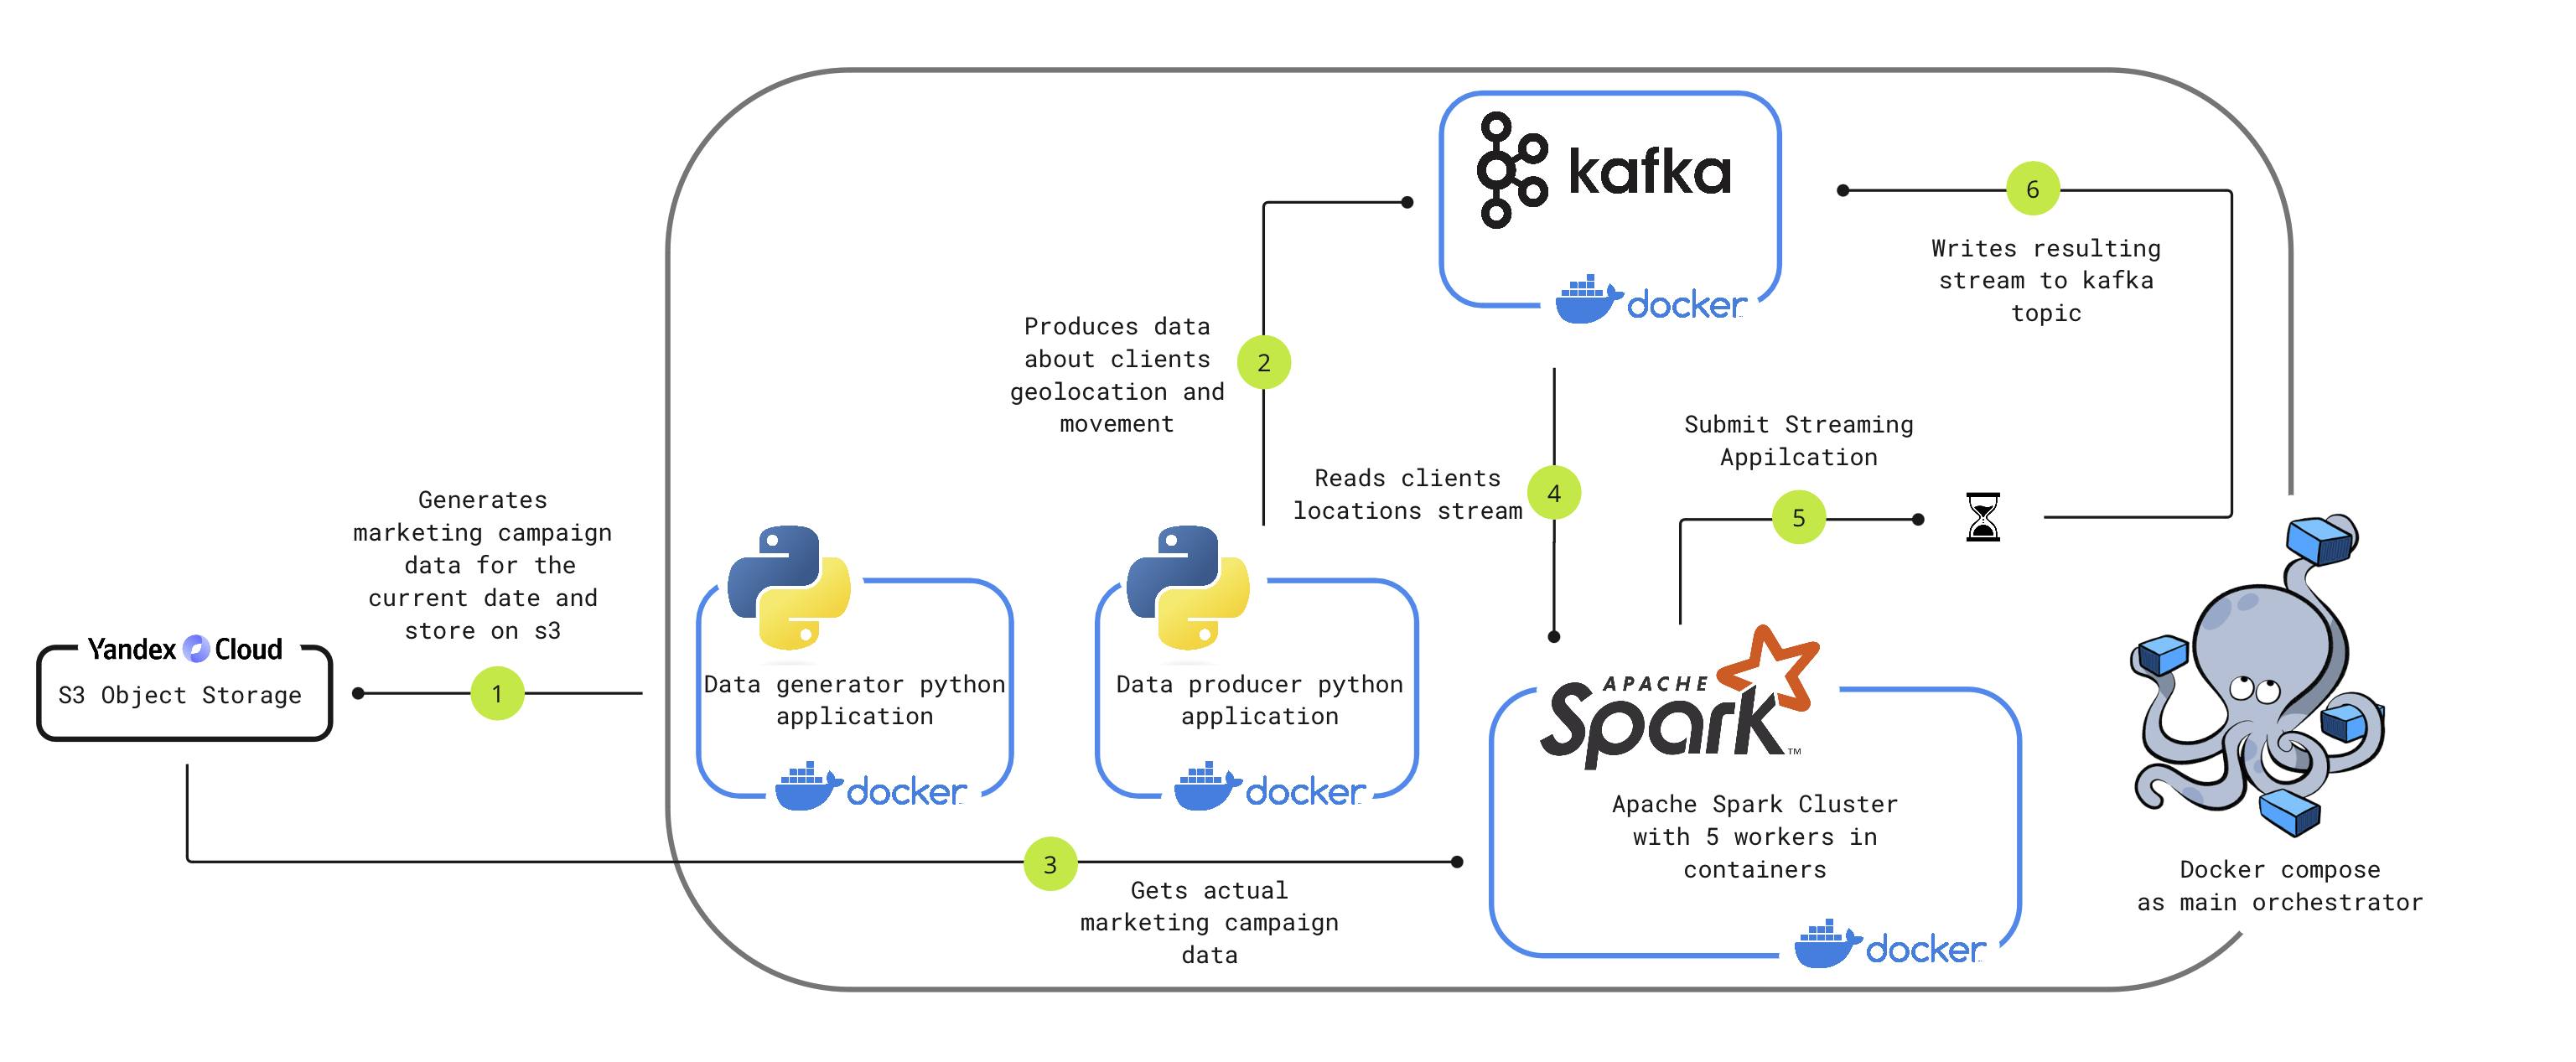 kafka
docker
6
Writes resulting
stream to kafka
topic
Produces data
about clients
geolocation and
movement
2
Submit Streaming
Appilcation
5
Reads clients
locations stream
4
Generates
marketing campaign
data for the
current date and
store on s3
1
Yandex Cloud
S3 Object Storage
Data generator python
application
docker
Data producer python
application
docker
APACHE
Spark™
Apache Spark Cluster
with 5 workers in
containers
docker
3
Gets actual
marketing campaign
data
Docker compose
as main orchestrator